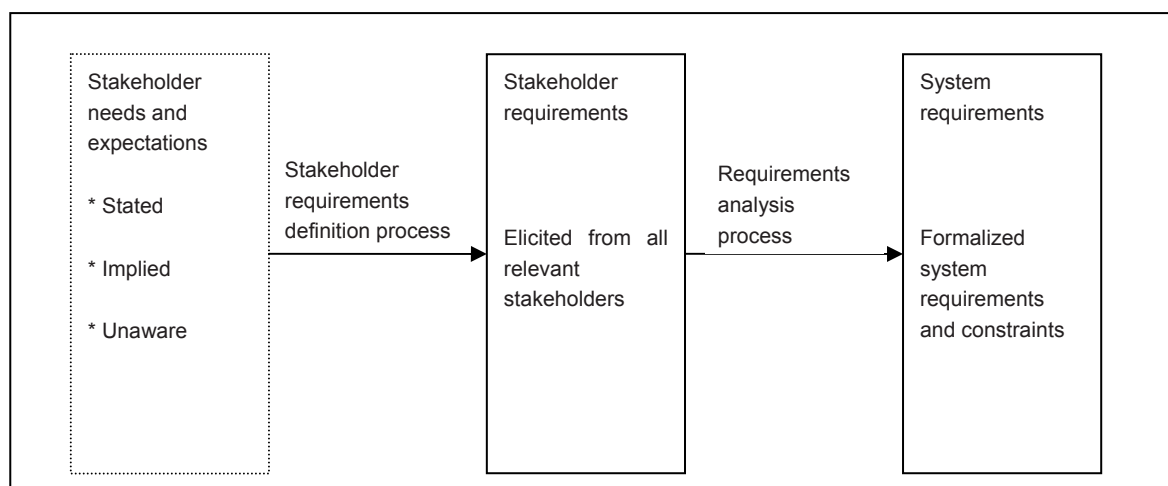 Stakeholder
needs and
expectations
* Stated
* Implied
* Unaware
Stakeholder
requirements
definition process
Stakeholder
requirements
Elicited from all
relevant
stakeholders
Requirements
analysis
process
System
requirements
Formalized
system
requirements
and constraints